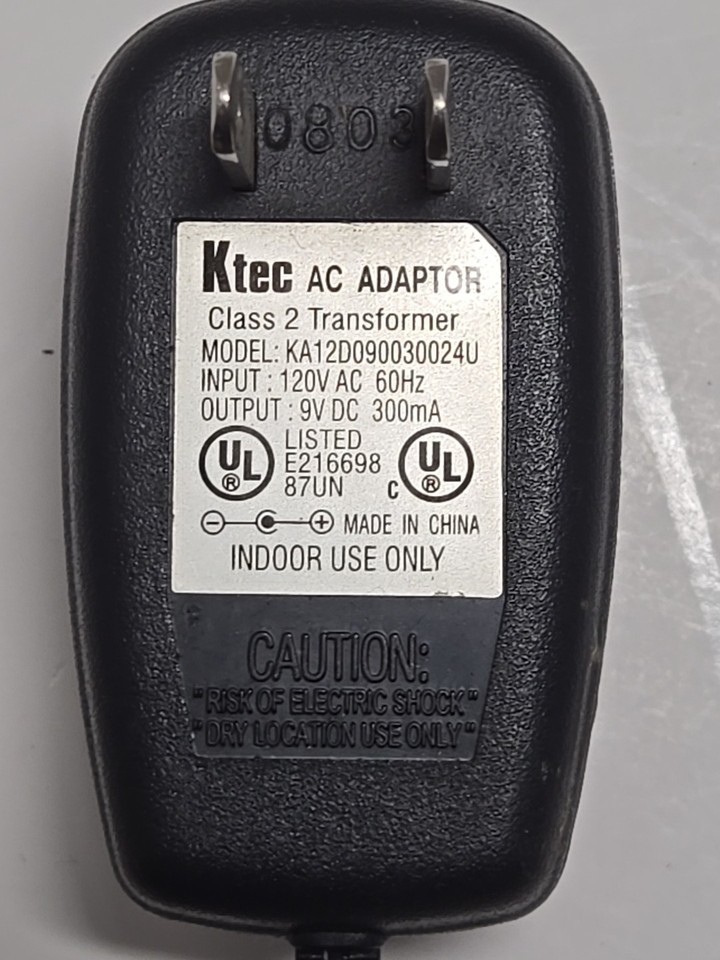 0803
Ktec AC ADAPTOR
Class 2 Transformer
MODEL: KA12D090030024U
INPUT : 120V AC 60Hz
OUTPUT : 9V DC 300mA
UL ® LISTED E216698 87UN c UL ®
MADE IN CHINA
INDOOR USE ONLY
CAUTION:
"RISK OF ELECTRIC SHOCK"
"DRY LOCATION USE ONLY"